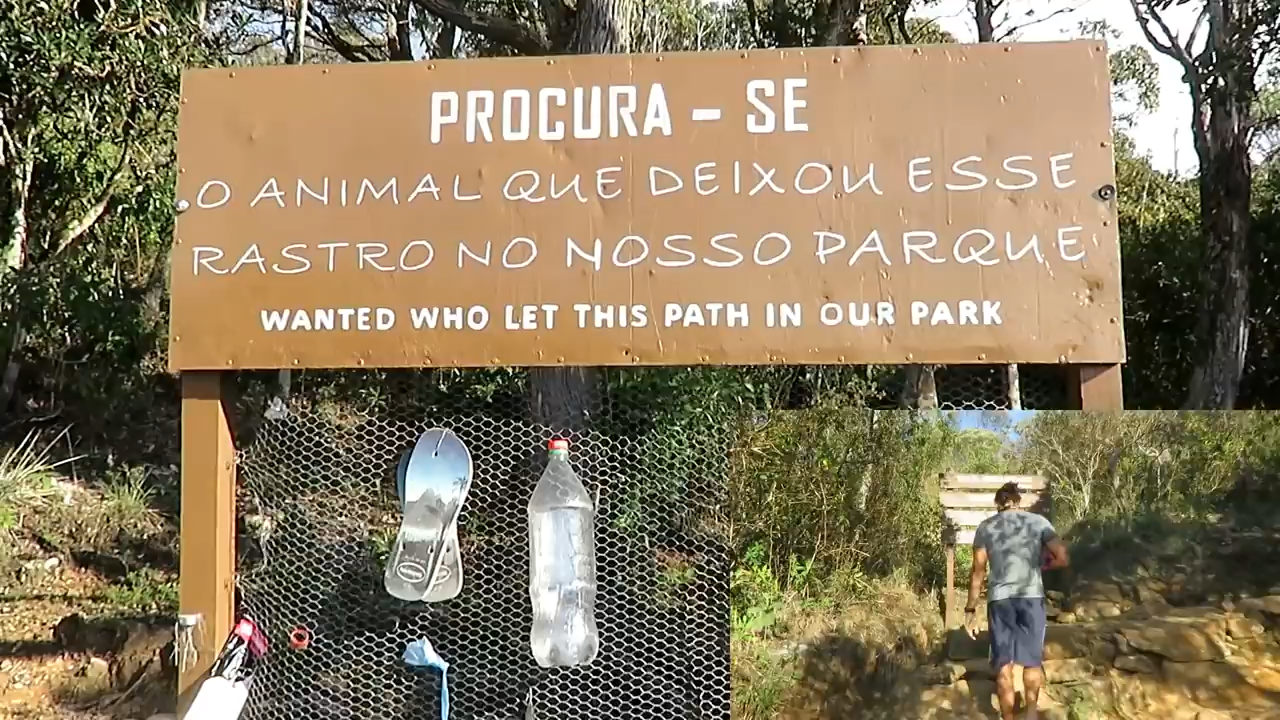 PROCURA - SE
O ANIMAL QUE DEIXOU ESSE
RASTRO NO NOSSO PARQUE
WANTED WHO LET THIS PATH IN OUR PARK